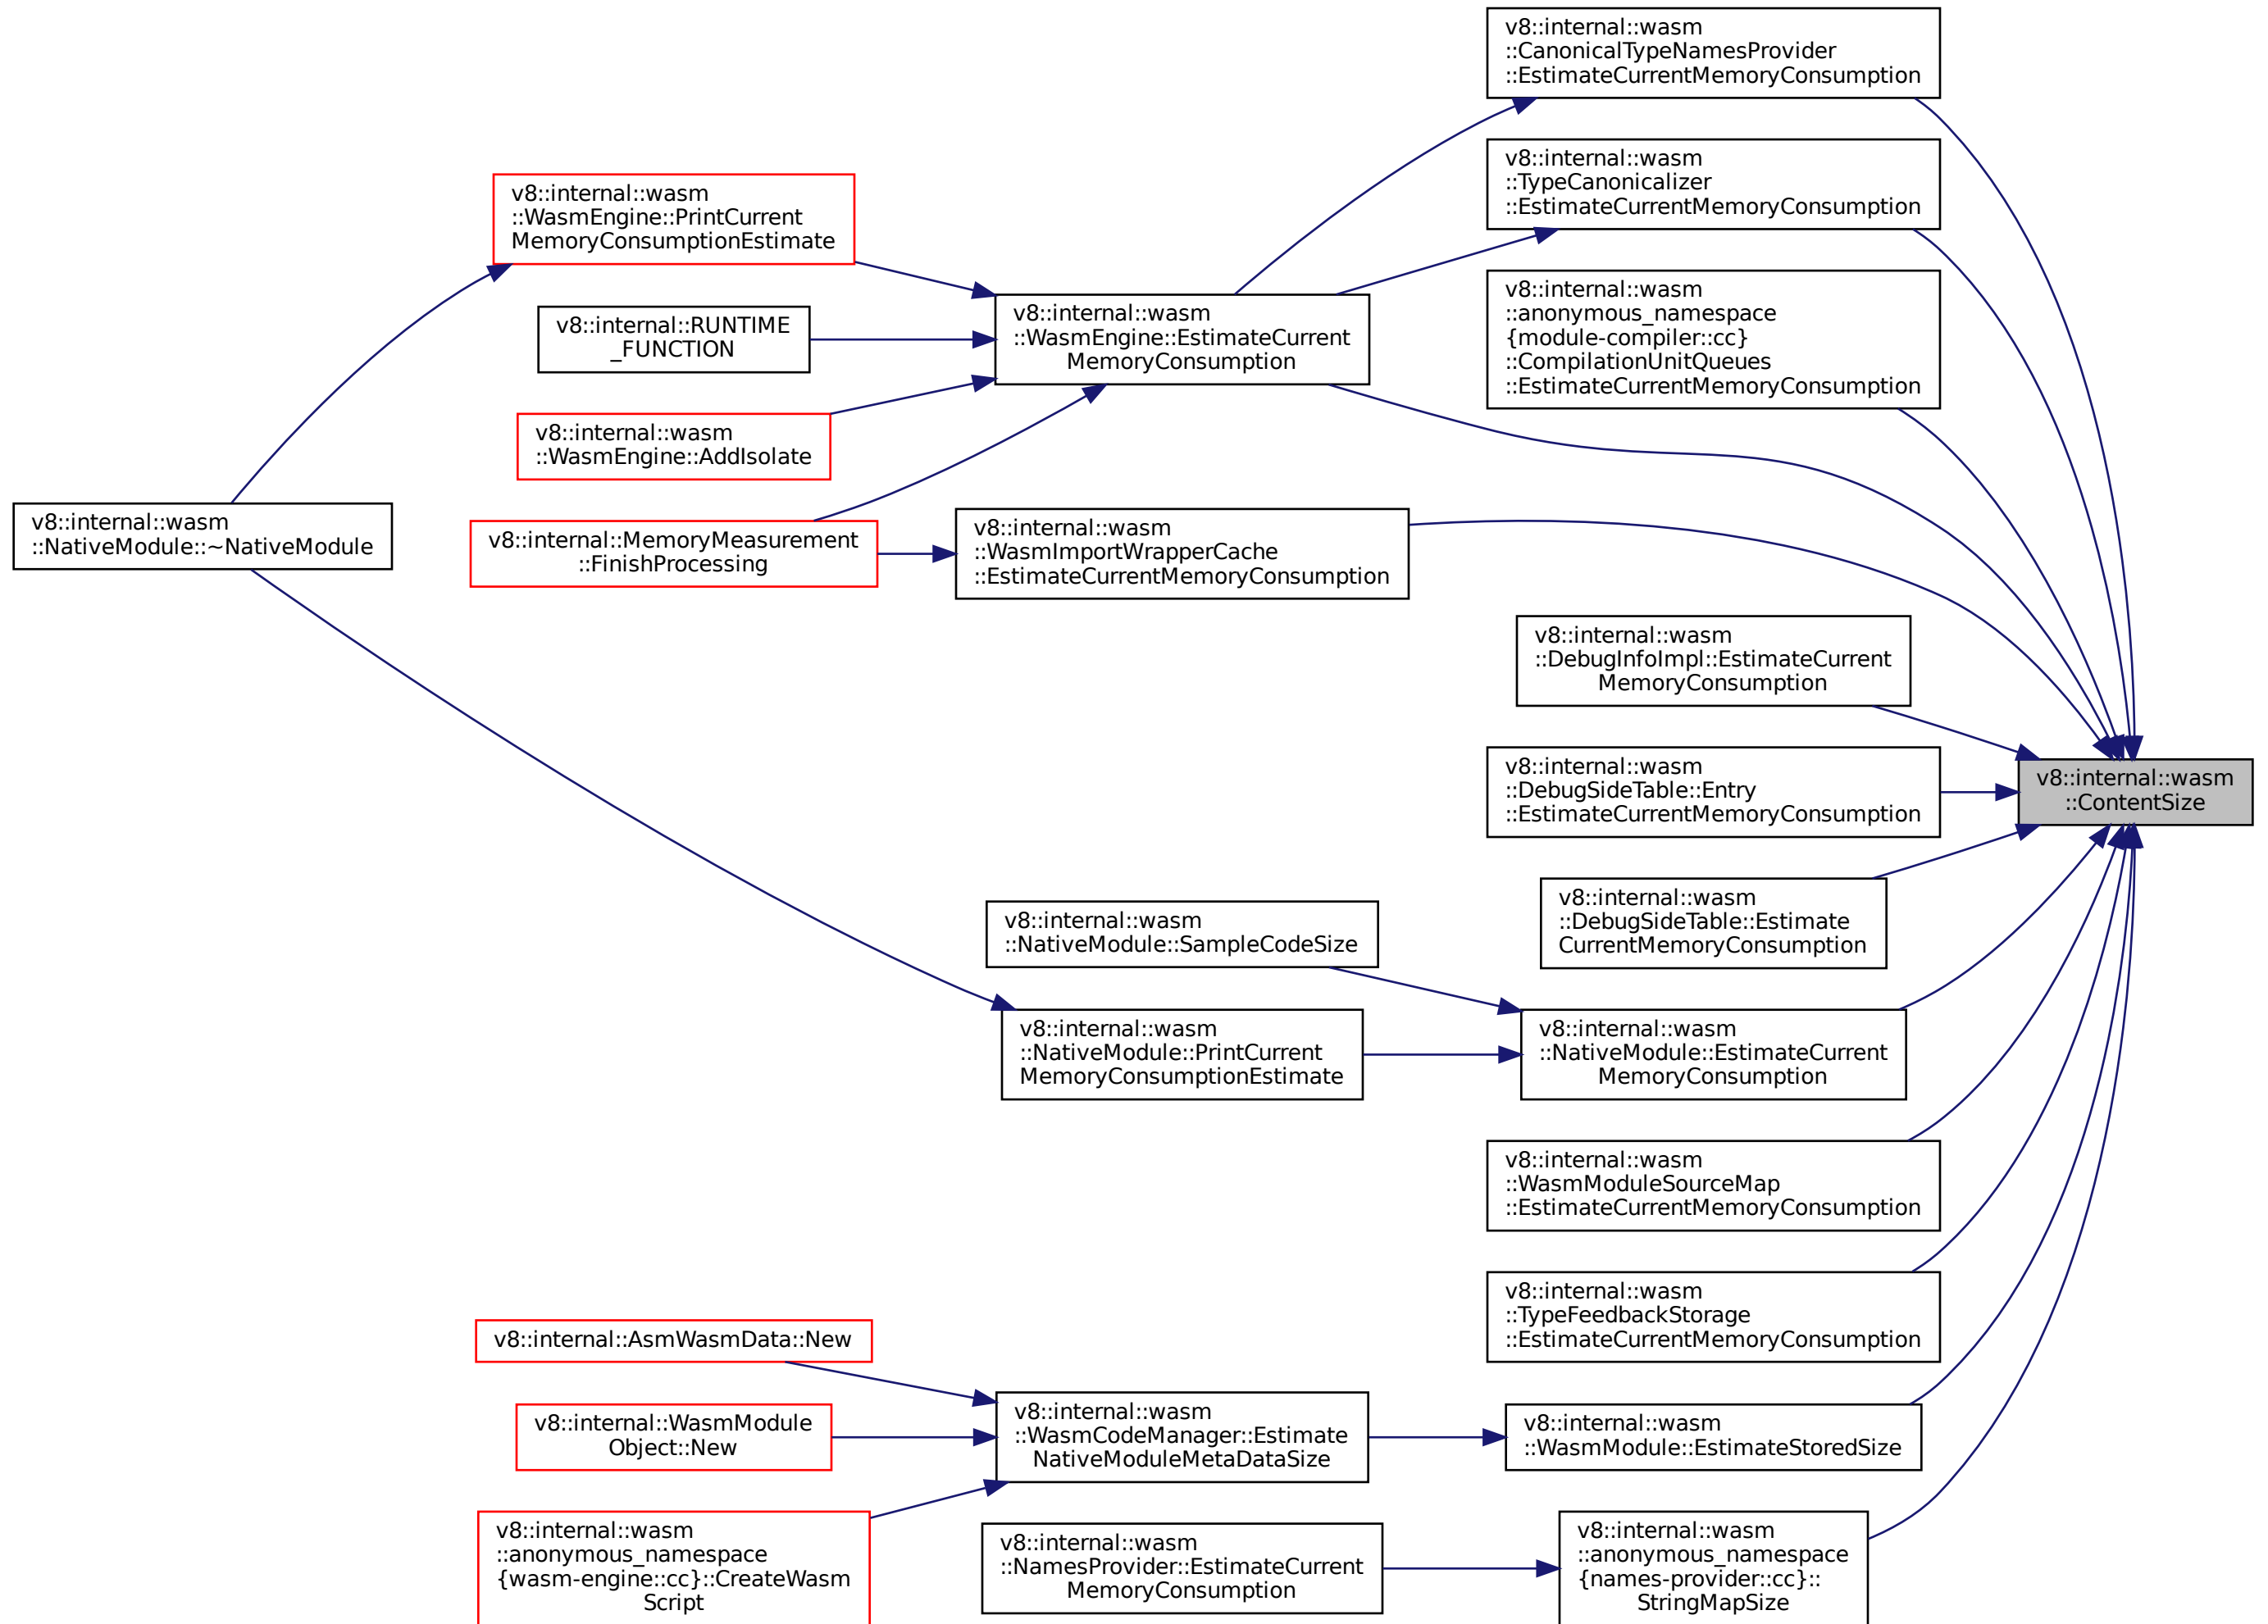 v8::internal::wasm
::CanonicalTypeNamesProvider
::EstimateCurrentMemoryConsumption
v8::internal::wasm
::TypeCanonicalizer
::EstimateCurrentMemoryConsumption
v8::internal::wasm
::WasmEngine::PrintCurrent
MemoryConsumptionEstimate
v8::internal::wasm
::anonymous_namespace
{module-compiler::cc}
::CompilationUnitQueues
::EstimateCurrentMemoryConsumption
v8::internal::RUNTIME
_FUNCTION
v8::internal::wasm
::WasmEngine::EstimateCurrent
MemoryConsumption
v8::internal::wasm
::WasmEngine::AddIsolate
v8::internal::wasm
::NativeModule::~NativeModule
v8::internal::MemoryMeasurement
::FinishProcessing
v8::internal::wasm
::WasmImportWrapperCache
::EstimateCurrentMemoryConsumption
v8::internal::wasm
::DebugInfoImpl::EstimateCurrent
MemoryConsumption
v8::internal::wasm
::DebugSideTable::Entry
::EstimateCurrentMemoryConsumption
v8::internal::wasm
::ContentSize
v8::internal::wasm
::DebugSideTable::Estimate
CurrentMemoryConsumption
v8::internal::wasm
::NativeModule::SampleCodeSize
v8::internal::wasm
::NativeModule::PrintCurrent
MemoryConsumptionEstimate
v8::internal::wasm
::NativeModule::EstimateCurrent
MemoryConsumption
v8::internal::wasm
::WasmModuleSourceMap
::EstimateCurrentMemoryConsumption
v8::internal::wasm
::TypeFeedbackStorage
::EstimateCurrentMemoryConsumption
v8::internal::AsmWasmData::New
v8::internal::WasmModule
Object::New
v8::internal::wasm
::WasmCodeManager::Estimate
NativeModuleMetaDataSize
v8::internal::wasm
::WasmModule::EstimateStoredSize
v8::internal::wasm
::anonymous_namespace
{wasm-engine::cc}::CreateWasm
Script
v8::internal::wasm
::NamesProvider::EstimateCurrent
MemoryConsumption
v8::internal::wasm
::anonymous_namespace
{names-provider::cc}::
StringMapSize